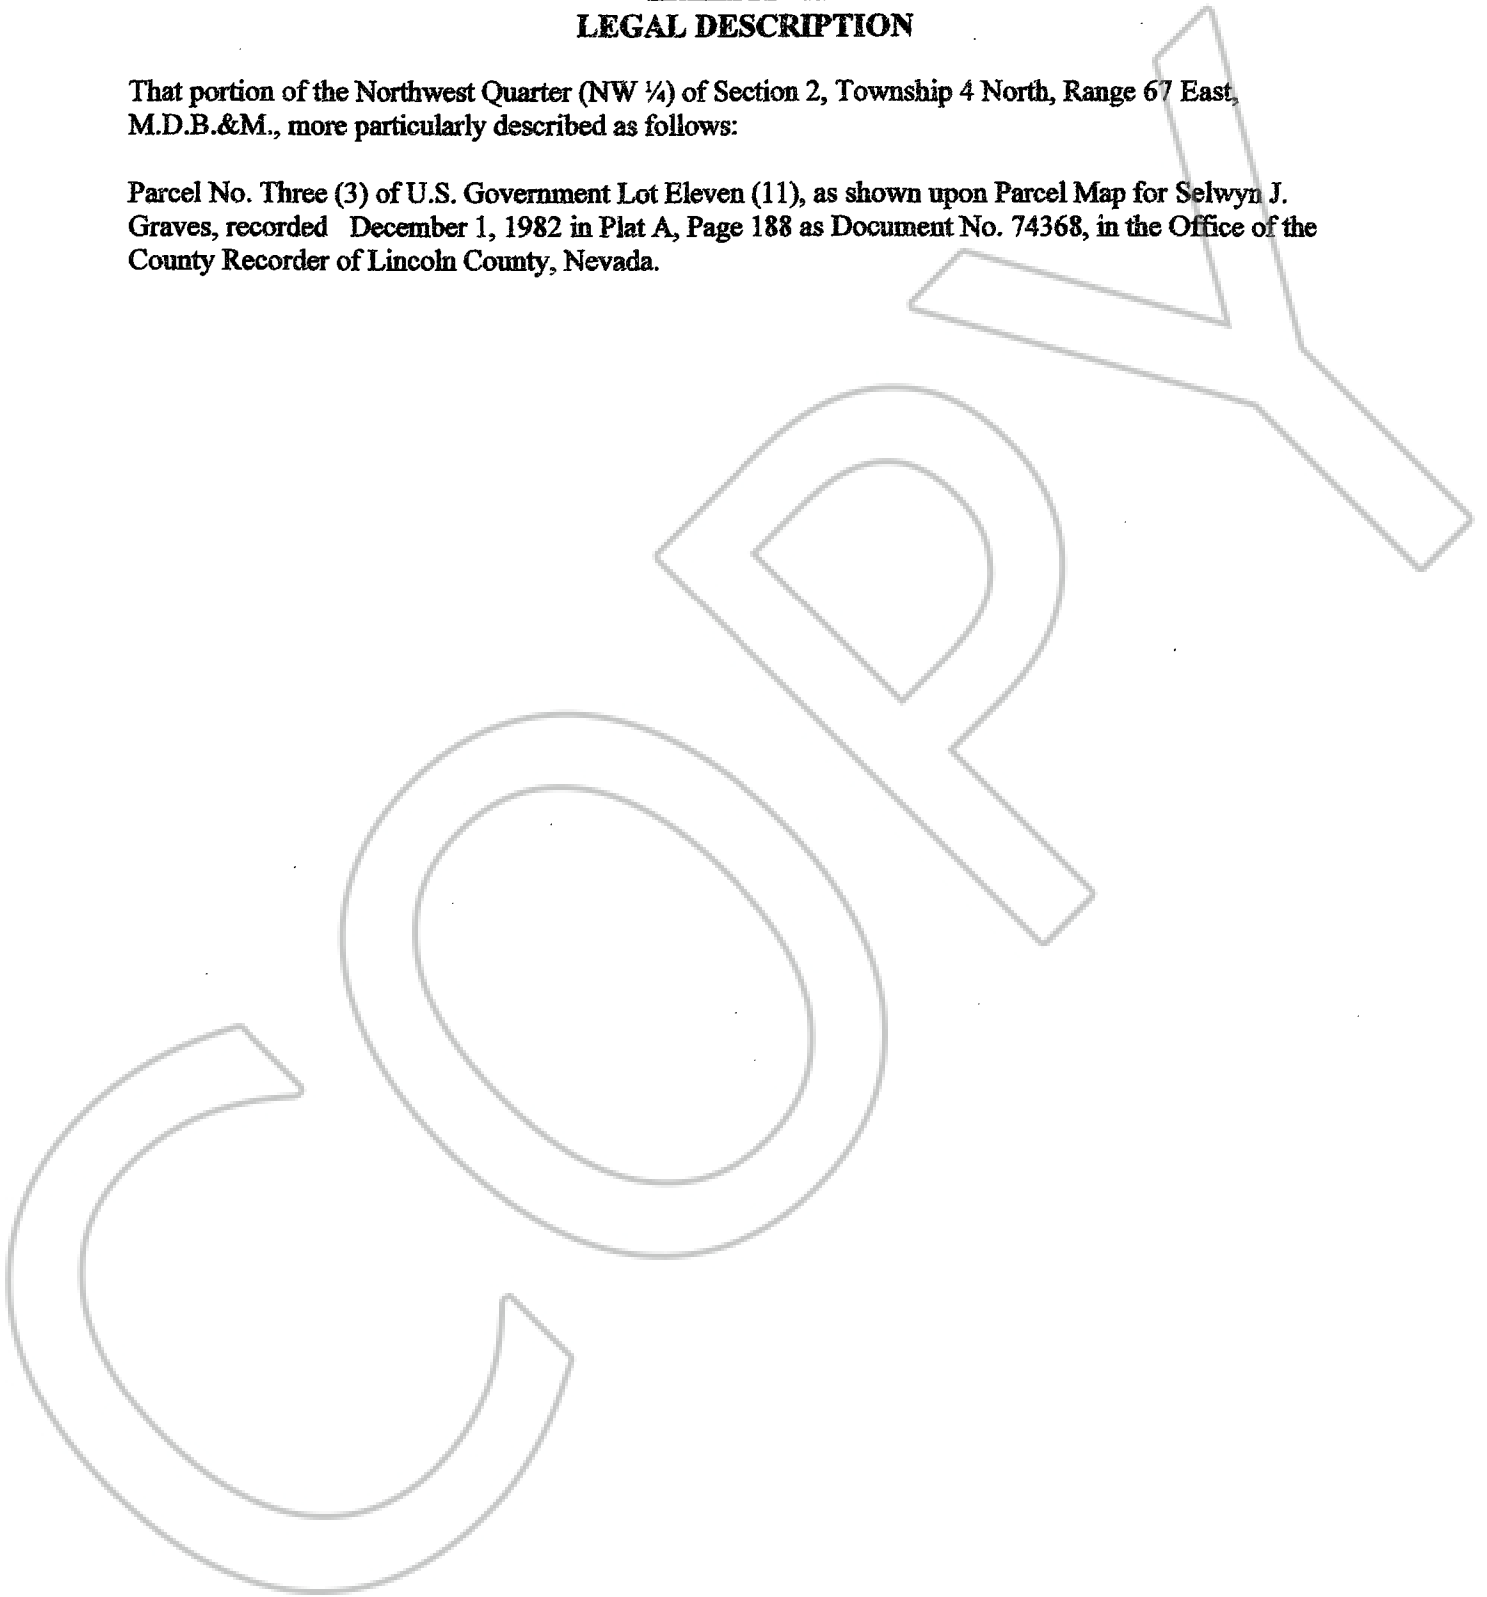 LEGAL DESCRIPTION
That portion of the Northwest Quarter (NW ¼) of Section 2, Township 4 North, Range 67 East,
M.D.B.&M., more particularly described as follows:
Parcel No. Three (3) of U.S. Government Lot Eleven (11), as shown upon Parcel Map for Selwyn J.
Graves, recorded December 1, 1982 in Plat A, Page 188 as Document No. 74368, in the Office of the
County Recorder of Lincoln County, Nevada.
COPY